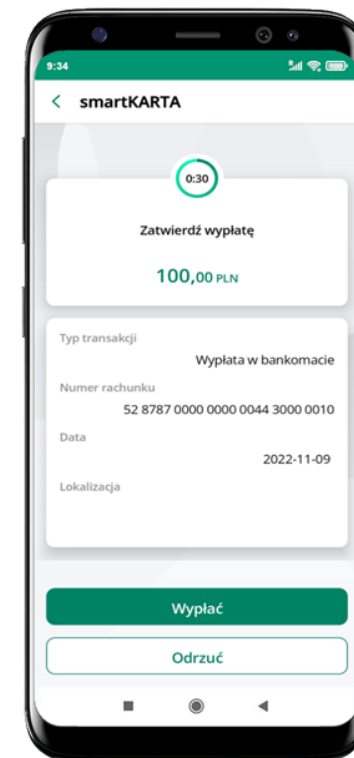 9:34
smartKARTA
0:30
Zatwierdź wypłatę
100,00 PLN
Typ transakcji
Wypłata w bankomacie
Numer rachunku
52 8787 0000 0000 0044 3000 0010
Data
2022-11-09
Lokalizacja
Wypłać
Odrzuć